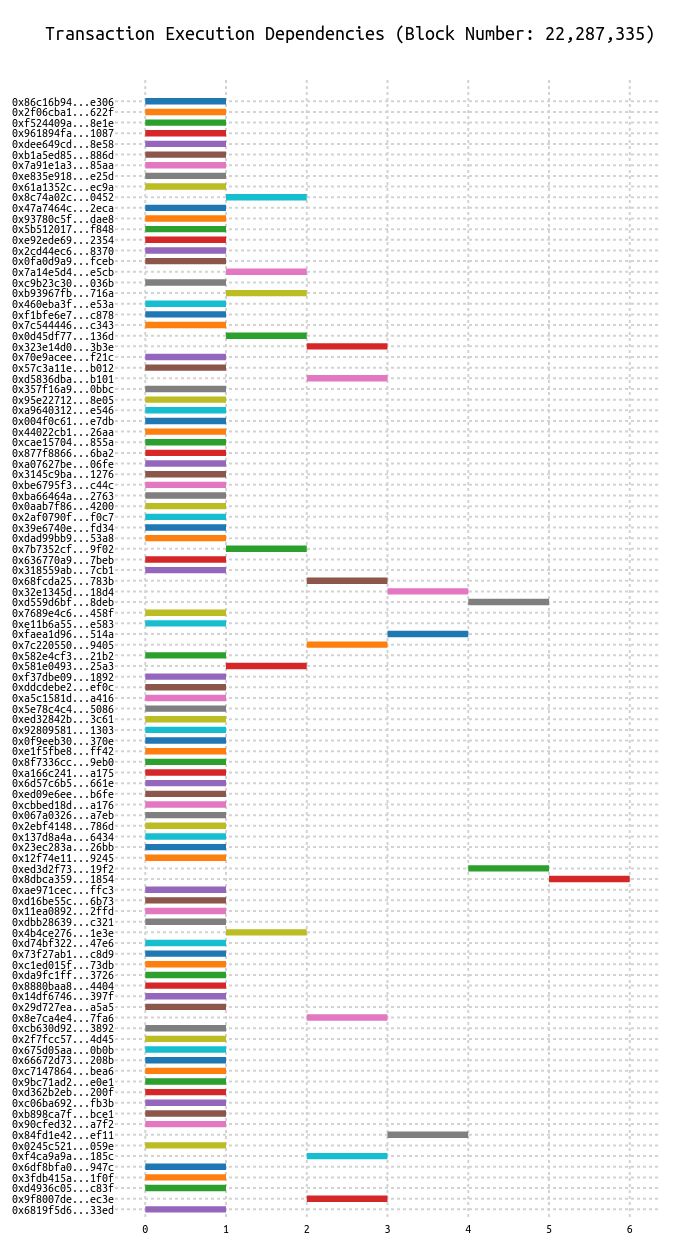 Transaction Execution Dependencies (Block Number: 22,287,335)
0x86c16b94...e306
0x2f06cba1...622f
0xf524409a...8e1e
0x961894fa...1087
0xdee649cd...8e58
0xb1a5ed85...886d
0x7a91e1a3...85aa
0xe835e918...e25d
0x61a1352c...ec9a
0x8c74a02c...0452
0x47a7464c...2eca
0x93780c5f...dae8
0x5b512017...f848
0xe92ede69...2354
0x2cd44ec6...8370
0x0fa0d9a9...fceb
0x7a14e5d4...e5cb
0xc9b23c30...036b
0xb93967fb...716a
0x460eba3f...e53a
0xf1bfe6e7...c878
0x7c544446...c343
0x0d45df77...136d
0x323e14d0...3b3e
0x70e9acee...f21c
0x57c3a11e...b012
0xd5836dba...b101
0x357f16a9...0bbc
0x95e22712...8e05
0xa9640312...e546
0x004f0c61...e7db
0x44022cb1...26aa
0xcae15704...855a
0x877f8866...6ba2
0xa07627be...06fe
0x3145c9ba...1276
0xbe6795f3...c44c
0xba66464a...2763
0x0aab7f86...4200
0x2af0790f...f0c7
0x39e6740e...fd34
0xdad99bb9...53a8
0x7b7352cf...9f02
0x636770a9...7beb
0x318559ab...7cb1
0x68fcda25...783b
0x32e1345d...18d4
0xd559d6bf...8deb
0x7689e4c6...458f
0xe11b6a55...e583
0xfaea1d96...514a
0x7c220550...9405
0x582e4cf3...21b2
0x581e0493...25a3
0xf37dbe09...1892
0xddcdebe2...ef0c
0xa5c1581d...a416
0x5e78c4c4...5086
0xed32842b...3c61
0x92809581...1303
0x0f9eeb30...370e
0xe1f5fbe8...ff42
0x8f7336cc...9eb0
0xa166c241...a175
0x6d57c6b5...661e
0xed09e6ee...b6fe
0xcbbed18d...a176
0x067a0326...a7eb
0x2ebf4148...786d
0x137d8a4a...6434
0x23ec283a...26bb
0x12f74e11...9245
0xed3d2f73...19f2
0x8dbca359...1854
0xae971cec...ffc3
0xd16be55c...6b73
0x11ea0892...2ffd
0xdbb28639...c321
0x4b4ce276...1e3e
0xd74bf322...47e6
0x73f27ab1...c8d9
0xc1ed015f...73db
0xda9fc1ff...3726
0x8880baa8...4404
0x14df6746...397f
0x29d727ea...a5a5
0x8e7ca4e4...7fa6
0xcb630d92...3892
0x2f7fcc57...4d45
0x675d05aa...0b0b
0x66672d73...208b
0xc7147864...bea6
0x9bc71ad2...e0e1
0xd362b2eb...200f
0xc06ba692...fb3b
0xb898ca7f...bce1
0x90cfed32...a7f2
0x84fd1e42...ef11
0x0245c521...059e
0xf4ca9a9a...185c
0x6df8bfa0...947c
0x3fdb415a...1f0f
0xd4936c05...c83f
0x9f8007de...ec3e
0x6819f5d6...33ed
0 1 2 3 4 5 6